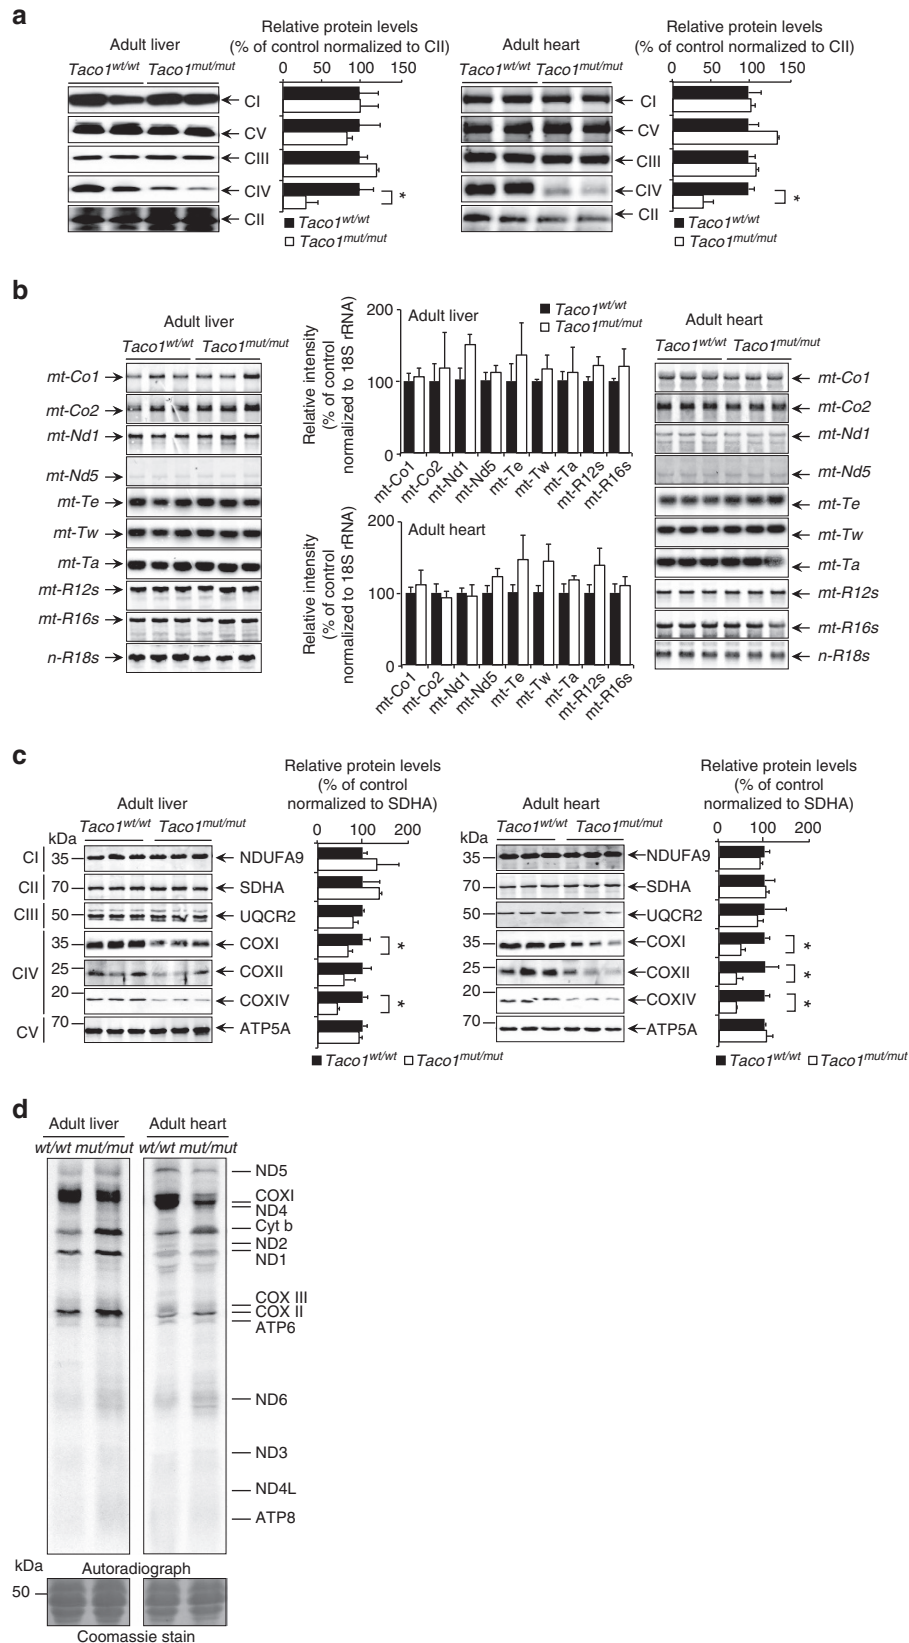 a
Relative protein levels
(% of control normalized to CII)
Adult liver
Taco1wt/wt Taco1mut/mut
0 50 100 150
CI
CV
CIII
CIV
CII
*
Taco1wt/wt
Taco1mut/mut
Relative protein levels
(% of control normalized to CII)
Adult heart
Taco1wt/wt Taco1mut/mut
0 50 100 150
CI
CV
CIII
CIV
CII
*
Taco1wt/wt
Taco1mut/mut
b
Adult liver
Taco1wt/wt Taco1mut/mut
mt-Co1
mt-Co2
mt-Nd1
mt-Nd5
mt-Te
mt-Tw
mt-Ta
mt-R12s
mt-R16s
n-R18s
Relative intensity
(% of control
normalized to 18S rRNA)
200
100
0
Adult liver
Taco1wt/wt
Taco1mut/mut
mt-Co1
mt-Co2
mt-Nd1
mt-Nd5
mt-Te
mt-Tw
mt-Ta
mt-R12s
mt-R16s
Relative intensity
(% of control
normalized to 18S rRNA)
200
100
0
Adult heart
mt-Co1
mt-Co2
mt-Nd1
mt-Nd5
mt-Te
mt-Tw
mt-Ta
mt-R12s
mt-R16s
Adult heart
Taco1wt/wt Taco1mut/mut
mt-Co1
mt-Co2
mt-Nd1
mt-Nd5
mt-Te
mt-Tw
mt-Ta
mt-R12s
mt-R16s
n-R18s
c
Relative protein levels
(% of control
normalized to SDHA)
Adult liver
Taco1wt/wt Taco1mut/mut
0 100 200
kDa
CI 35 NDUFA9
CII 70 SDHA
CIII 50 UQCR2
35 COXI *
CIV 25 COXII
20 COXIV *
CV 70 ATP5A
Taco1wt/wt Taco1mut/mut
Relative protein levels
(% of control
normalized to SDHA)
Adult heart
Taco1wt/wt Taco1mut/mut
0 100 200
kDa
35 NDUFA9
70 SDHA
50 UQCR2
35 COXI *
25 COXII *
20 COXIV *
70 ATP5A
Taco1wt/wt Taco1mut/mut
d
Adult liver Adult heart
wt/wt mut/mut wt/wt mut/mut
ND5
COXI
ND4
Cyt b
ND2
ND1
COX III
COX II
ATP6
ND6
ND3
ND4L
ATP8
kDa
Autoradiograph
50
Coomassie stain